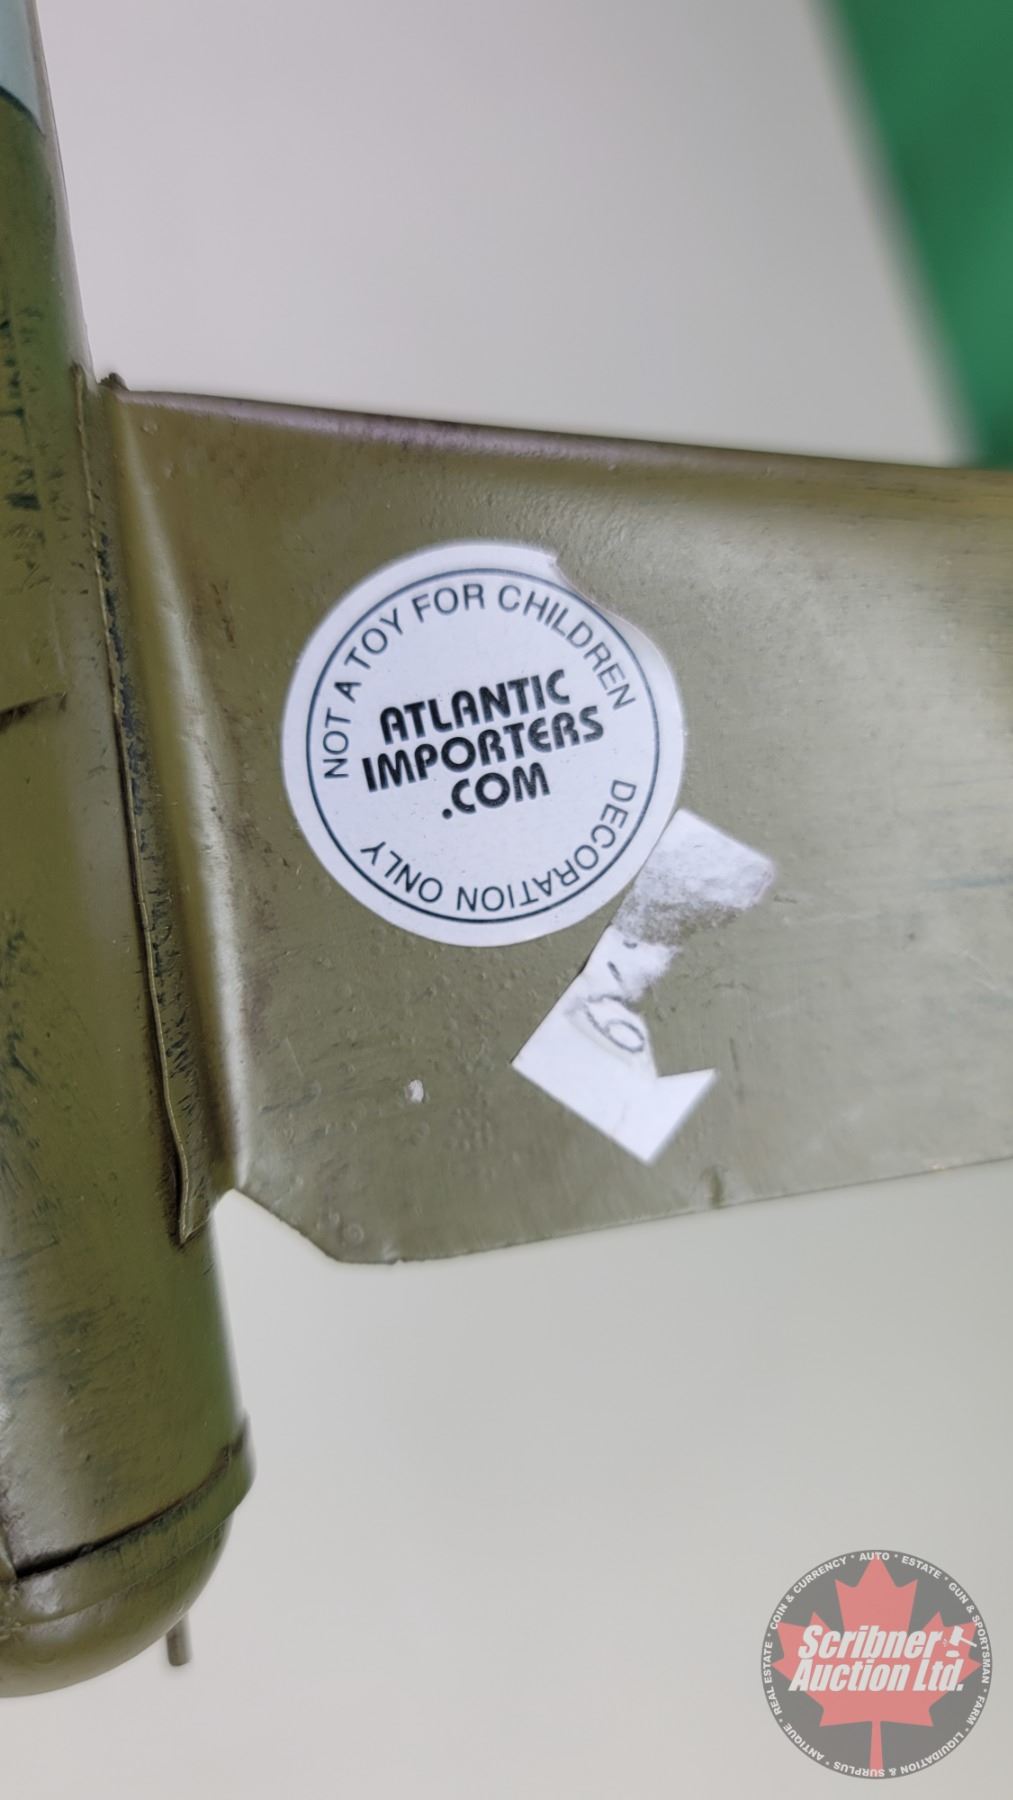 NOT A TOY FOR CHILDREN
ATLANTIC
IMPORTERS
.COM
DECORATION ONLY
COIN & CURRENCY • AUTO • ESTATE • GUN & SPORTSMAN • FARM • LIQUIDATION & SURPLUS • ANTIQUE • REAL ESTATE •
Scribner
Auction Ltd.